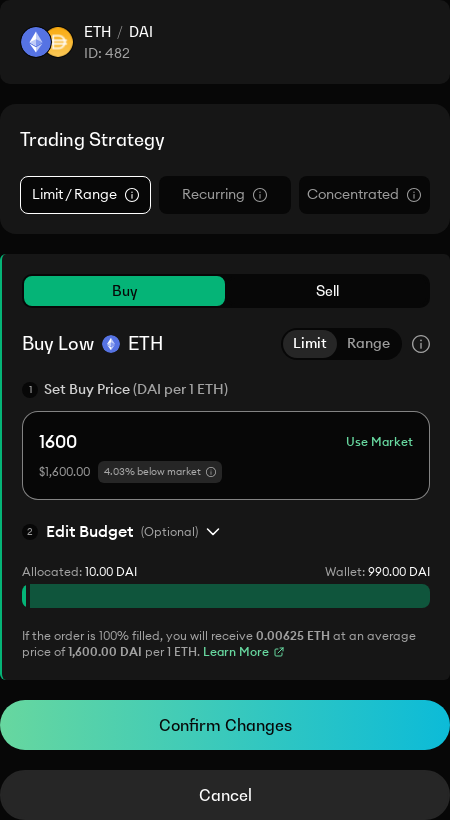 ETH / DAI
ID: 482
Trading Strategy
Limit / Range
Recurring
Concentrated
Buy
Sell
Buy Low ETH
Limit
Range
1 Set Buy Price (DAI per 1 ETH)
1600
Use Market
$1,600.00
4.03% below market
2 Edit Budget (Optional)
Allocated: 10.00 DAI
Wallet: 990.00 DAI
If the order is 100% filled, you will receive 0.00625 ETH at an average
price of 1,600.00 DAI per 1 ETH. Learn More
Confirm Changes
Cancel